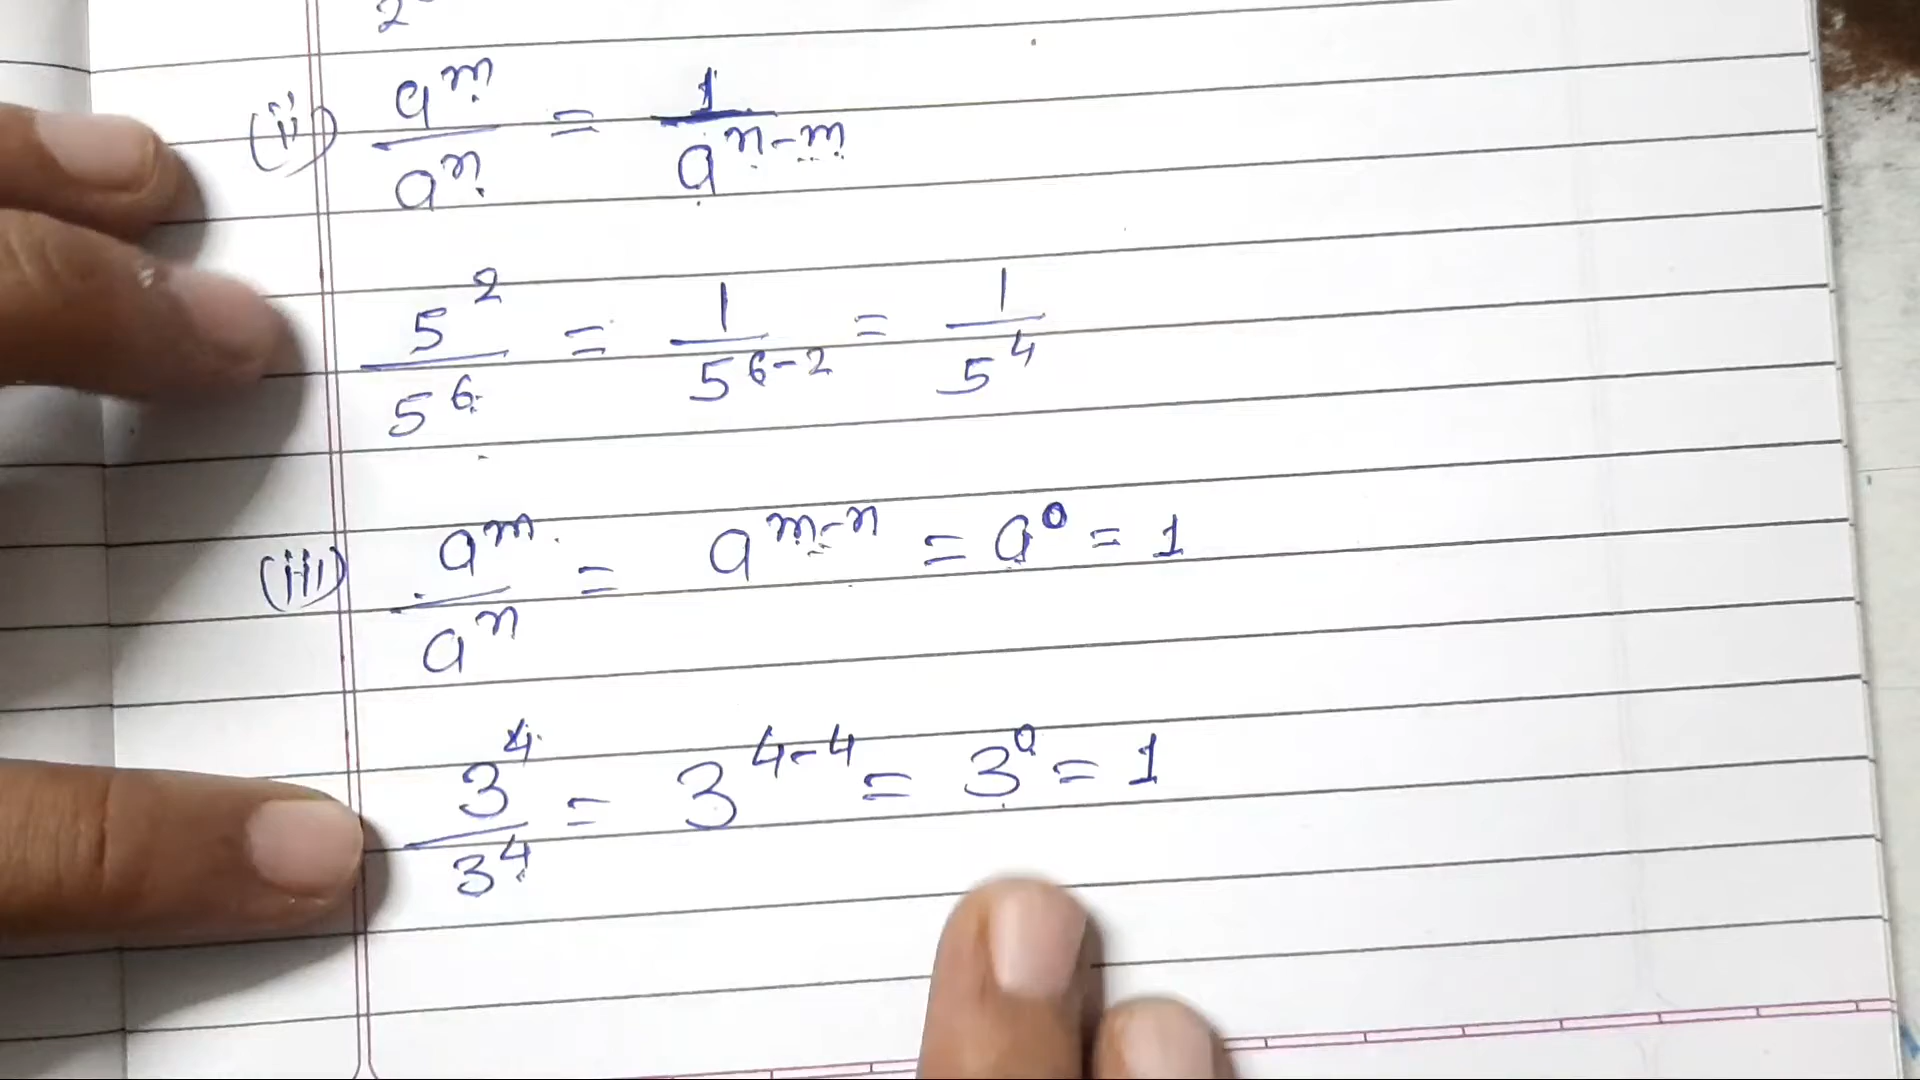 2
(ii) a^m/a^n = 1/a^(n-m)
5^2/5^6 = 1/5^(6-2) = 1/5^4
(iii) a^m/a^n = a^(m-n) = a^0 = 1
3^4/3^4 = 3^(4-4) = 3^0 = 1